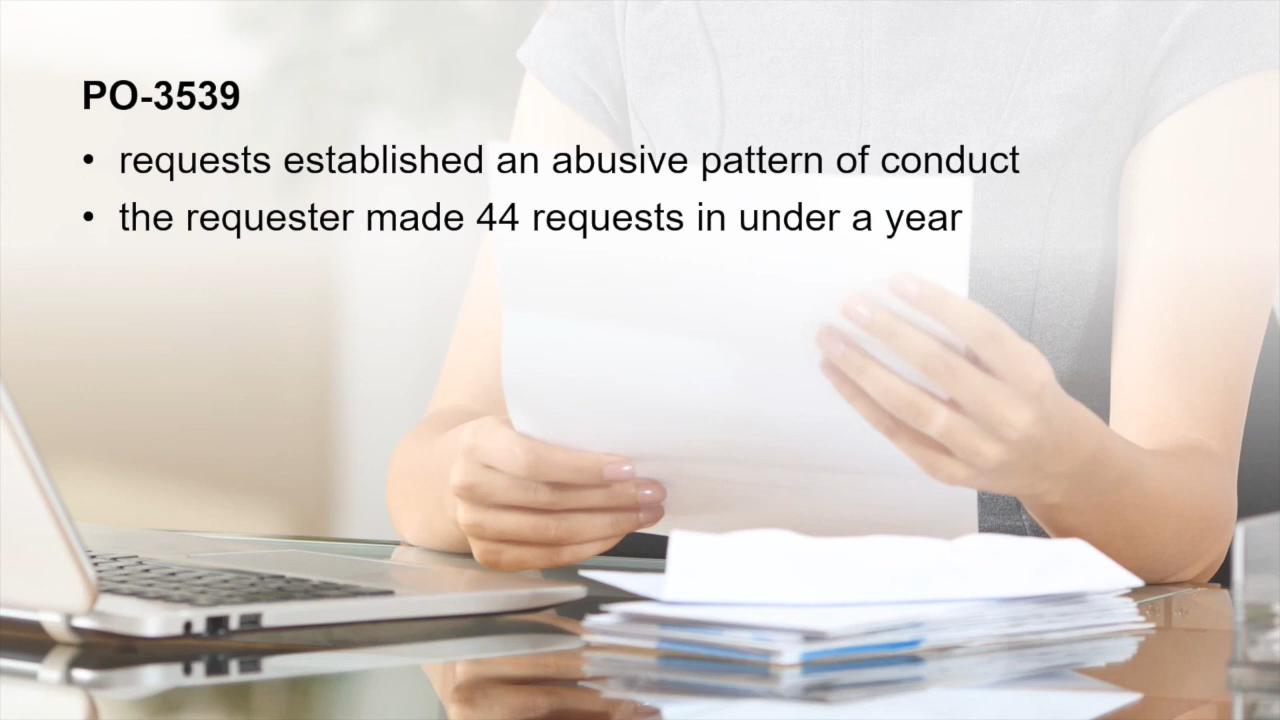 PO-3539
• requests established an abusive pattern of conduct
• the requester made 44 requests in under a year